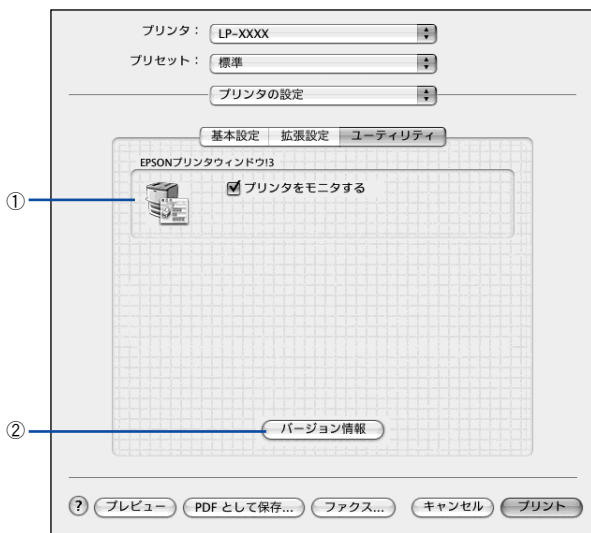 プリンタ： LP-XXXX
プリセット： 標準
プリンタの設定
基本設定 拡張設定 ユーティリティ
EPSONプリンタウィンドウ!3
① プリンタをモニタする
② バージョン情報
? プレビュー PDF として保存... ファクス... キャンセル プリント